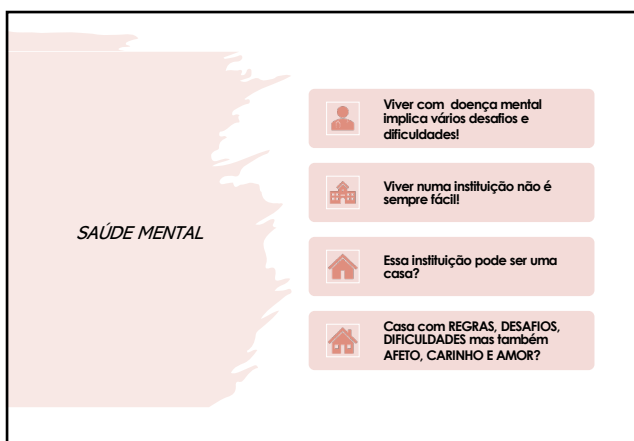 SAÚDE MENTAL
Viver com doença mental
implica vários desafios e
dificuldades!
Viver numa instituição não é
sempre fácil!
Essa instituição pode ser uma
casa?
Casa com REGRAS, DESAFIOS,
DIFICULDADES mas também
AFETO, CARINHO E AMOR?